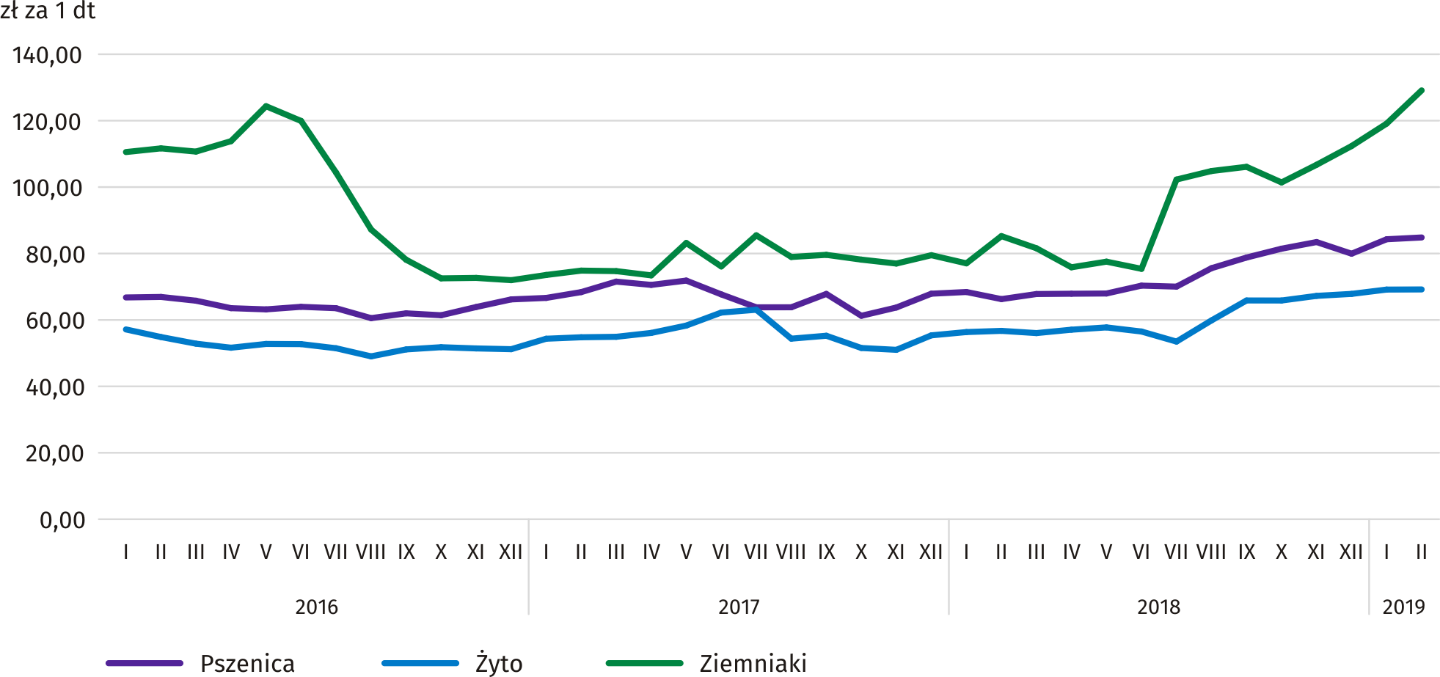 zł za 1 dt
140,00
120,00
100,00
80,00
60,00
40,00
20,00
0,00
I II III IV V VI VII VIII IX X XI XII I II III IV V VI VII VIII IX X XI XII I II III IV V VI VII VIII IX X XI XII I II
2016 2017 2018 2019
Pszenica Żyto Ziemniaki